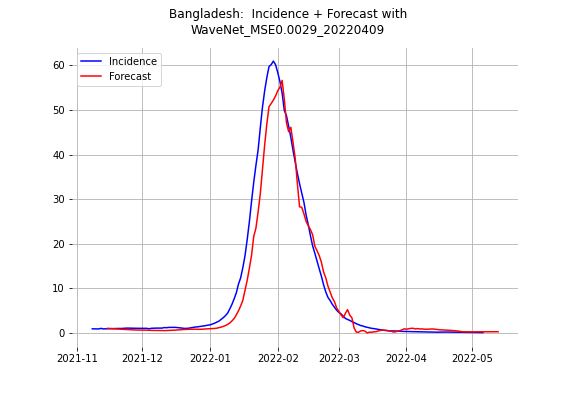 Bangladesh:  Incidence + Forecast with
WaveNet_MSE0.0029_20220409
Incidence
Forecast
60
50
40
30
20
10
0
2021-11 2021-12 2022-01 2022-02 2022-03 2022-04 2022-05